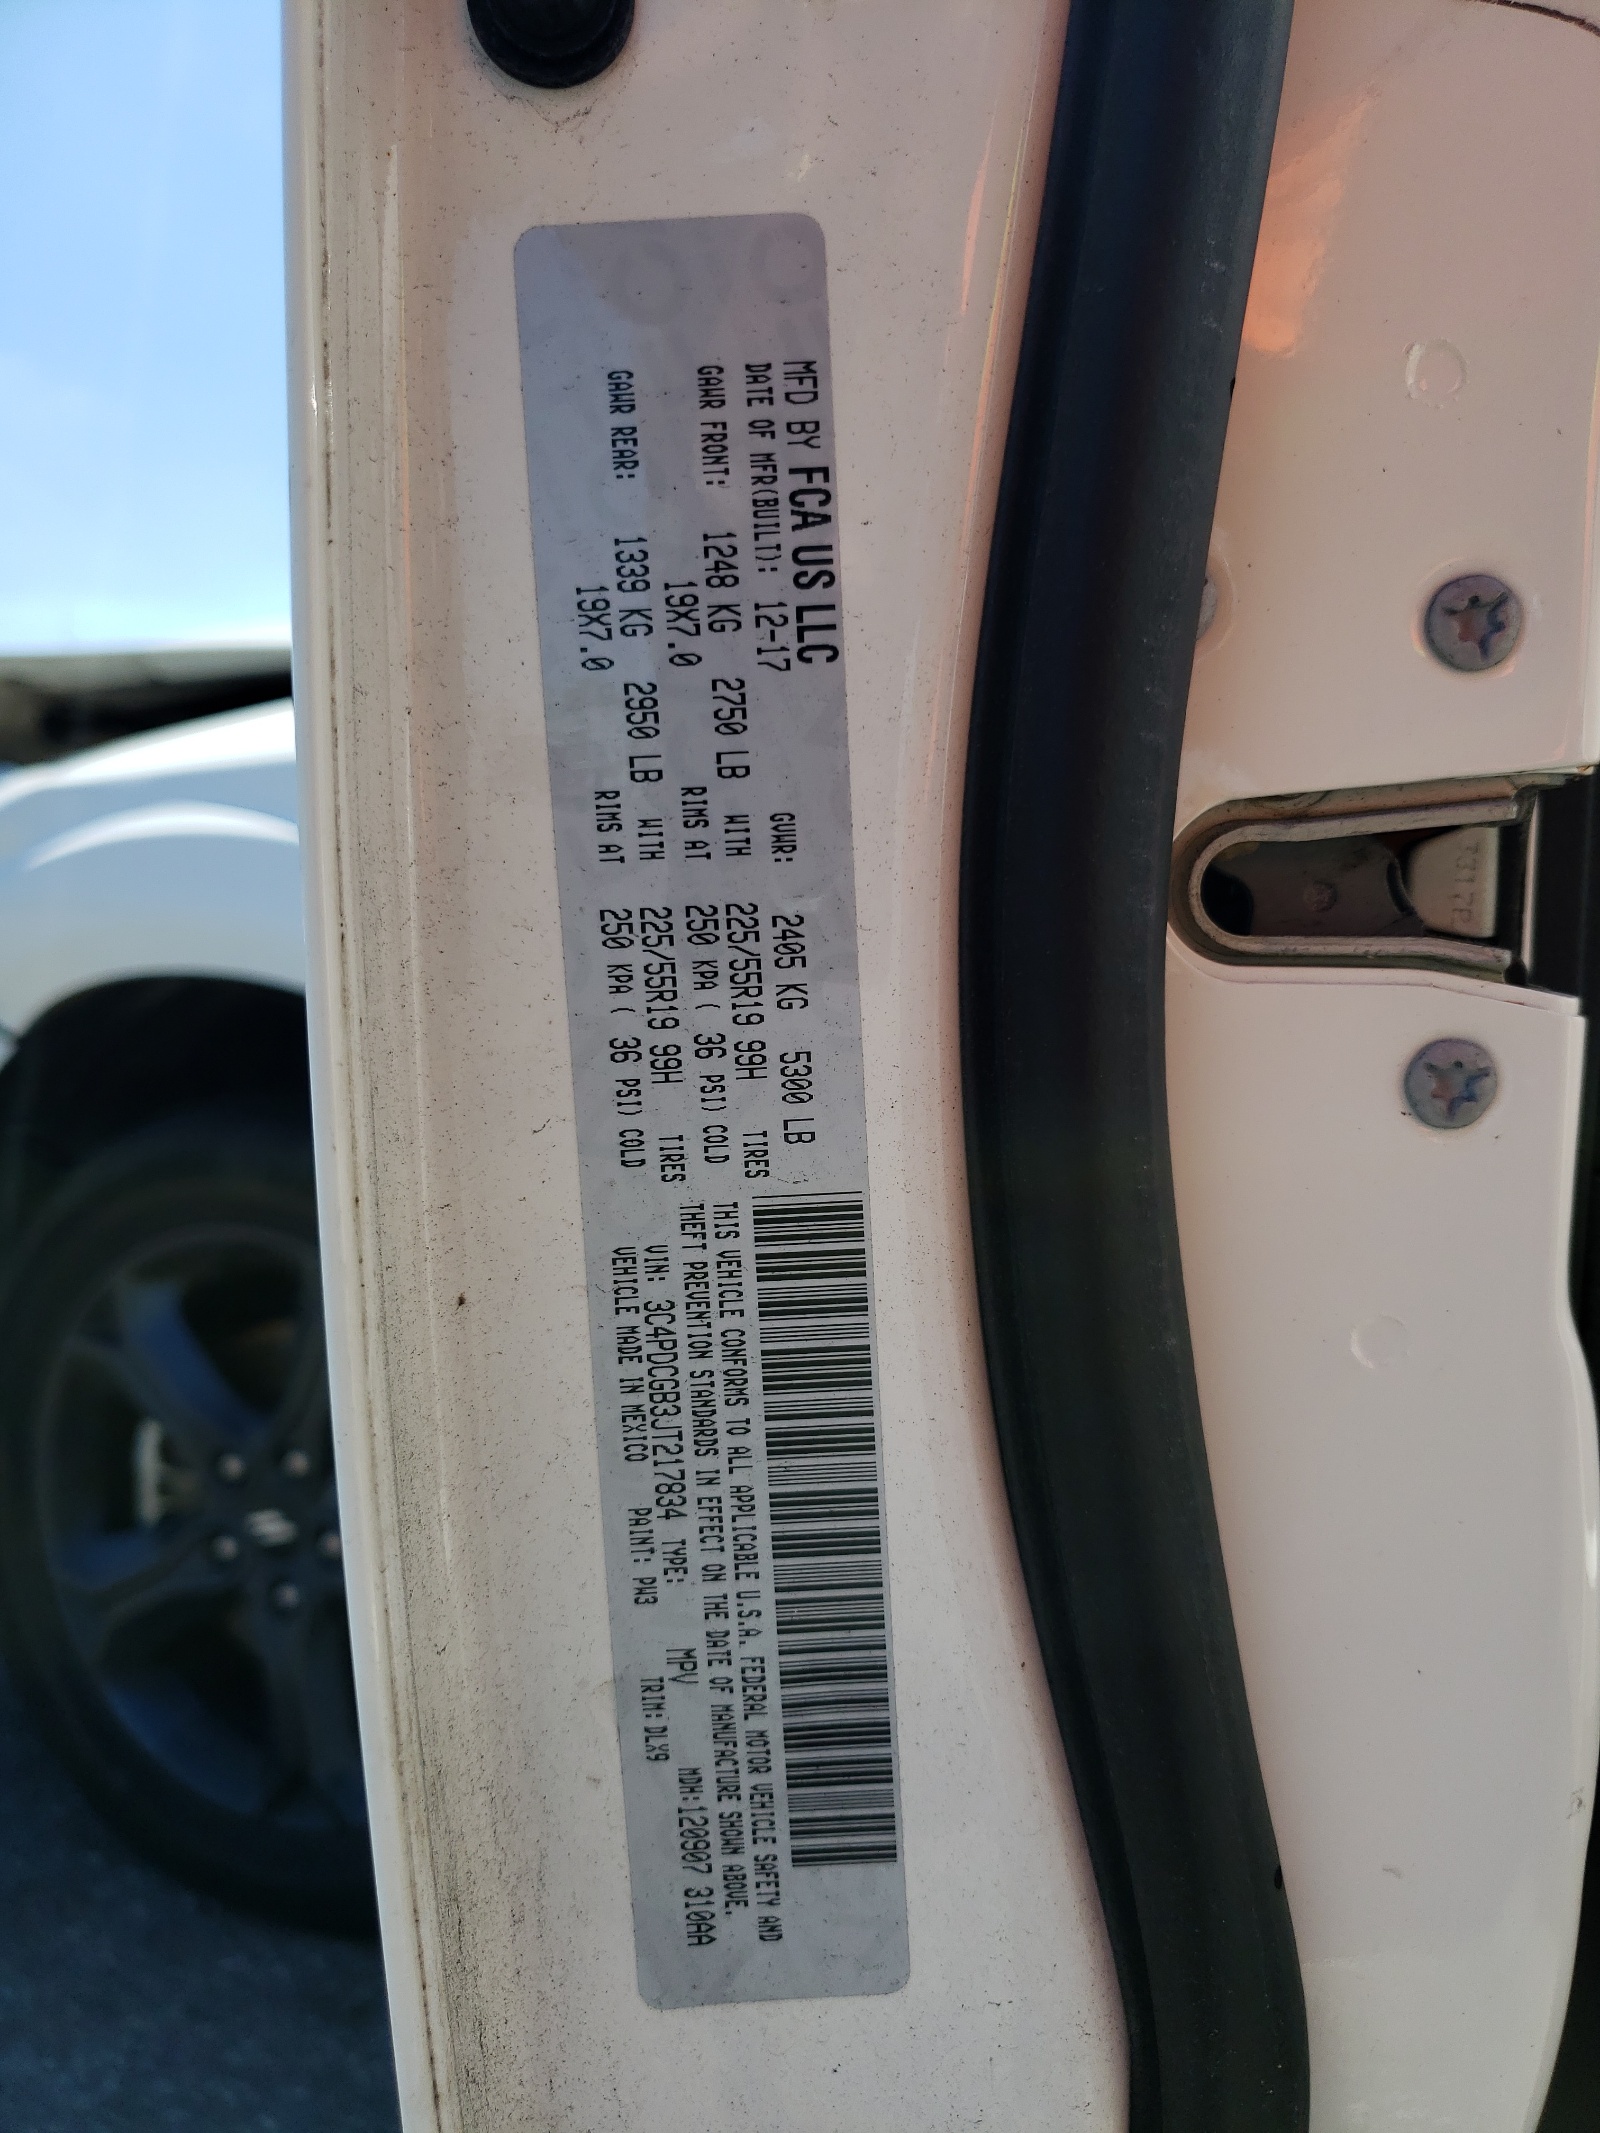 MFD BY FCA US LLC
DATE OF MFR(BUILT): 12-17 GVWR: 2405 KG 5300 LB
GAWR FRONT: 1248 KG 2750 LB WITH 225/55R19 99H TIRES
19X7.0 RIMS AT 250 KPA ( 36 PSI) COLD
GAWR REAR: 1339 KG 2950 LB WITH 225/55R19 99H TIRES
19X7.0 RIMS AT 250 KPA ( 36 PSI) COLD
THIS VEHICLE CONFORMS TO ALL APPLICABLE U.S.A. FEDERAL MOTOR VEHICLE SAFETY AND
THEFT PREVENTION STANDARDS IN EFFECT ON THE DATE OF MANUFACTURE SHOWN ABOVE.
VIN: 3C4PDCGB3JT217834 TYPE: MPV MDH:120907 310AA
VEHICLE MADE IN MEXICO PAINT: PW3 TRIM: DLX9